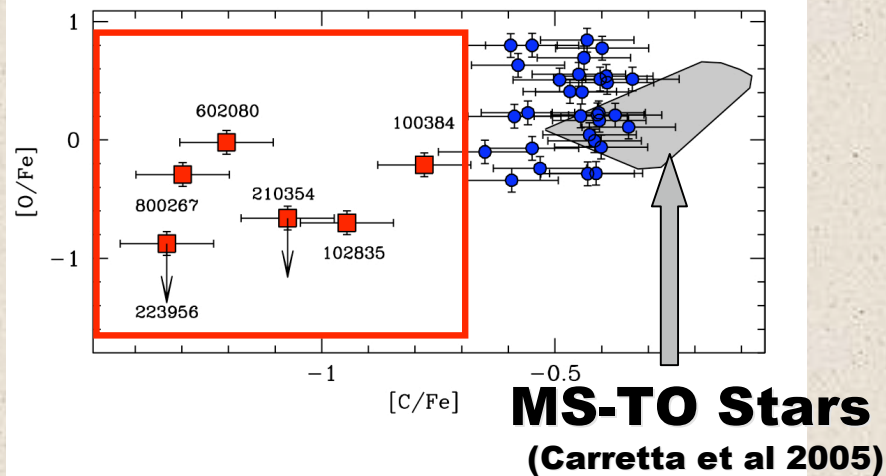 1
602080
100384
0
[O/Fe]
800267
210354
102835
-1
223956
-1
-0.5
[C/Fe]
MS-TO Stars
(Carretta et al 2005)